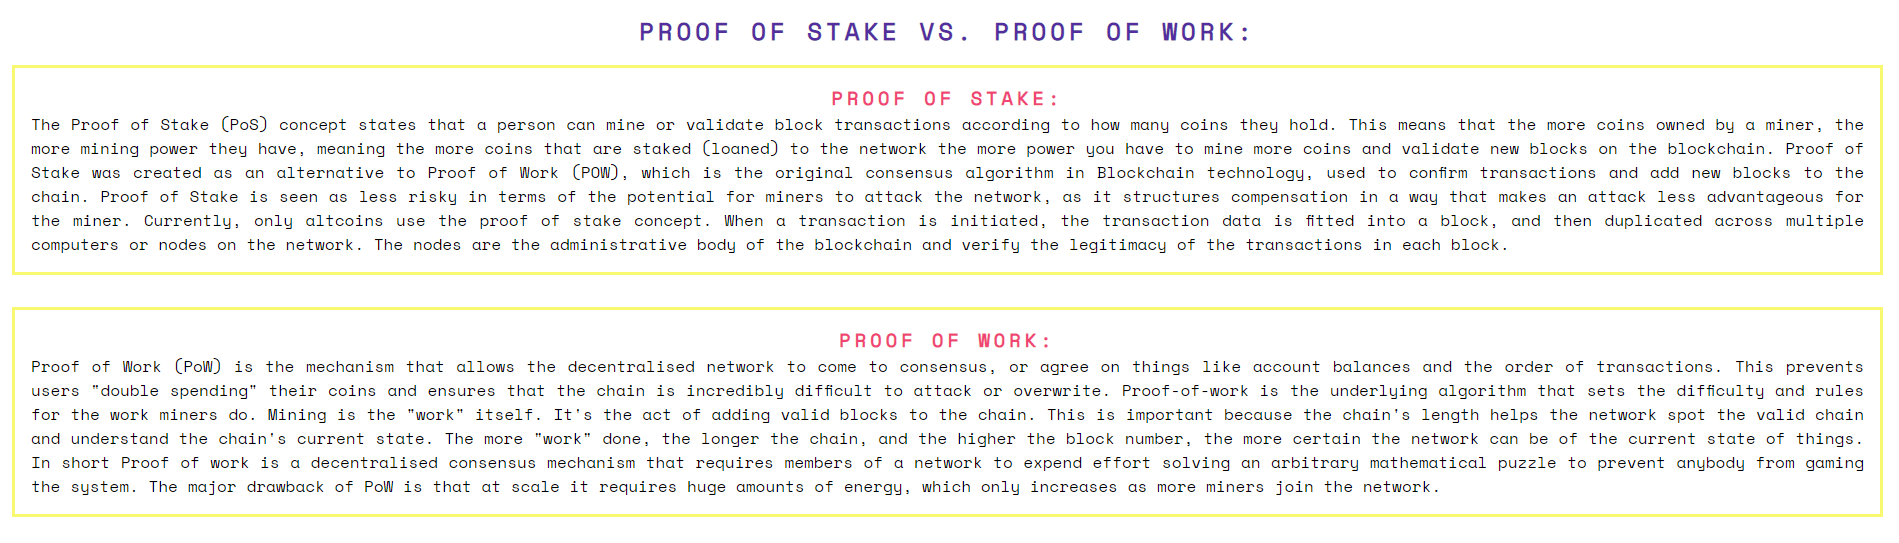 PROOF OF STAKE VS. PROOF OF WORK:
PROOF OF STAKE:
The Proof of Stake (PoS) concept states that a person can mine or validate block transactions according to how many coins they hold. This means that the more coins owned by a miner, the
more mining power they have, meaning the more coins that are staked (loaned) to the network the more power you have to mine more coins and validate new blocks on the blockchain. Proof of
Stake was created as an alternative to Proof of Work (POW), which is the original consensus algorithm in Blockchain technology, used to confirm transactions and add new blocks to the
chain. Proof of Stake is seen as less risky in terms of the potential for miners to attack the network, as it structures compensation in a way that makes an attack less advantageous for
the miner. Currently, only altcoins use the proof of stake concept. When a transaction is initiated, the transaction data is fitted into a block, and then duplicated across multiple
computers or nodes on the network. The nodes are the administrative body of the blockchain and verify the legitimacy of the transactions in each block.
PROOF OF WORK:
Proof of Work (PoW) is the mechanism that allows the decentralised network to come to consensus, or agree on things like account balances and the order of transactions. This prevents
users "double spending" their coins and ensures that the chain is incredibly difficult to attack or overwrite. Proof-of-work is the underlying algorithm that sets the difficulty and rules
for the work miners do. Mining is the "work" itself. It's the act of adding valid blocks to the chain. This is important because the chain's length helps the network spot the valid chain
and understand the chain's current state. The more "work" done, the longer the chain, and the higher the block number, the more certain the network can be of the current state of things.
In short Proof of work is a decentralised consensus mechanism that requires members of a network to expend effort solving an arbitrary mathematical puzzle to prevent anybody from gaming
the system. The major drawback of PoW is that at scale it requires huge amounts of energy, which only increases as more miners join the network.